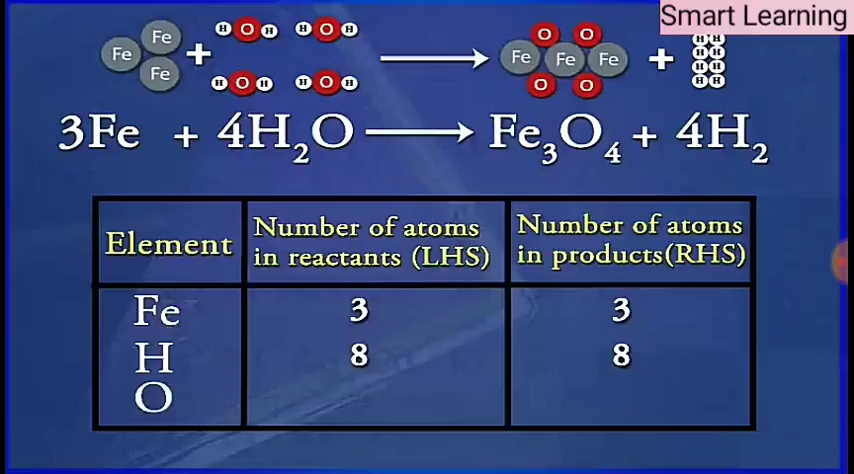 Smart Learning
Fe Fe Fe + H O H H O H H O H H O H O O Fe Fe Fe O O + H H H H H H H H
3Fe + 4H₂O ⟶ Fe₃O₄ + 4H₂
Element
Number of atoms
in reactants (LHS)
Number of atoms
in products(RHS)
Fe 3 3
H 8 8
O